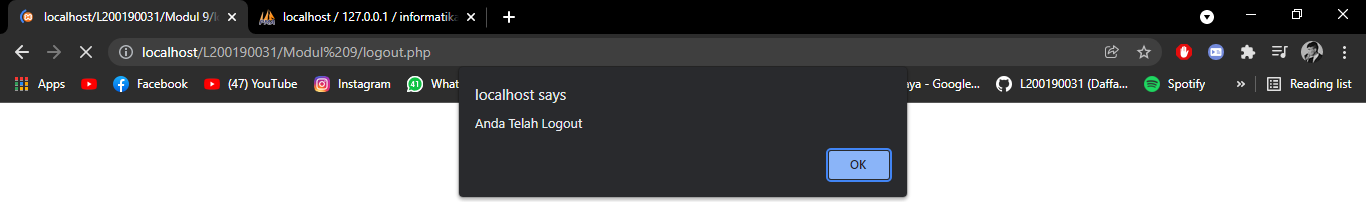 localhost/L200190031/Modul 9/l
localhost / 127.0.0.1 / informatika
localhost/L200190031/Modul%209/logout.php
Apps Facebook (47) YouTube Instagram 41 What aya - Google... L200190031 (Daffa... Spotify » Reading list
localhost says
Anda Telah Logout
OK